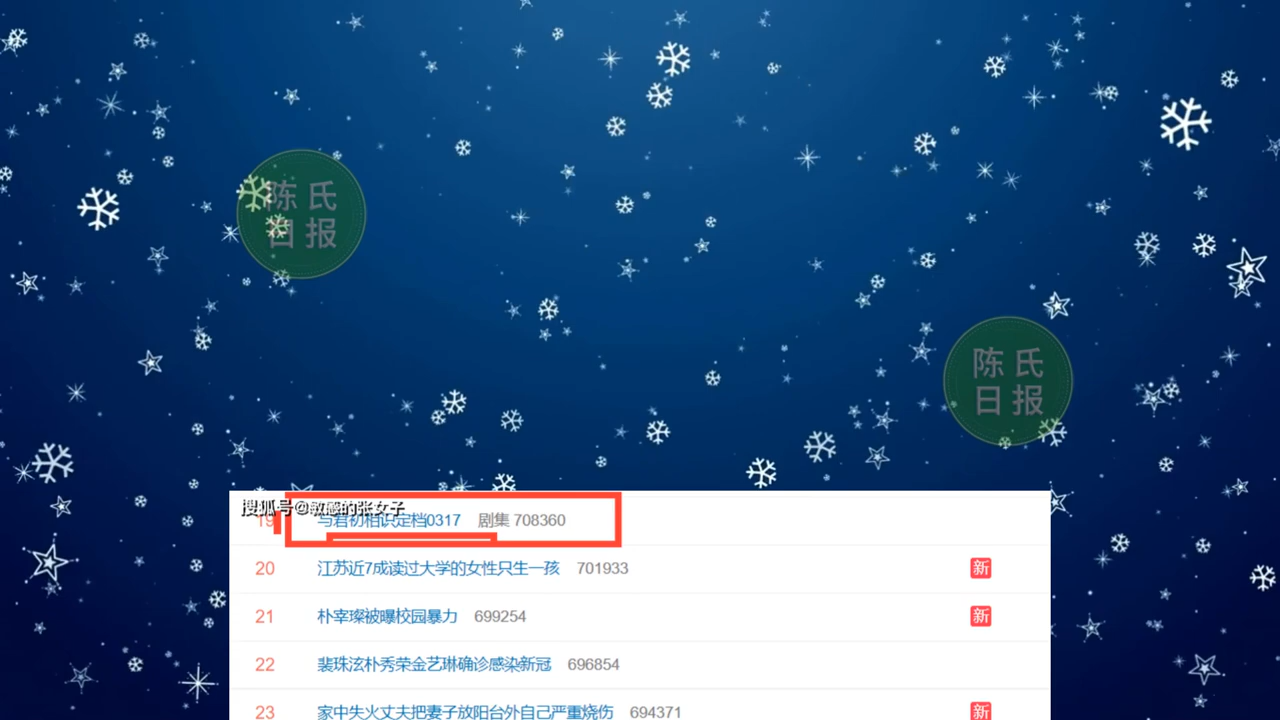 陈氏
日报
陈氏
日报
搜狐号@敏感的张女子
19 与君初相识定档0317 剧集 708360
20 江苏近7成读过大学的女性只生一孩 701933 新
21 朴宰璨被曝校园暴力 699254 新
22 裴珠泫朴秀荣金艺琳确诊感染新冠 696854
23 家中失火丈夫把妻子放阳台外自己严重烧伤 694371 新